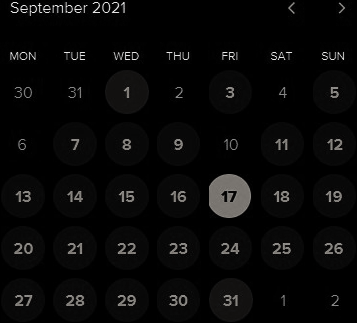 September 2021 < >
MON TUE WED THU FRI SAT SUN
30 31 1 2 3 4 5
6 7 8 9 10 11 12
13 14 15 16 17 18 19
20 21 22 23 24 25 26
27 28 29 30 31 1 2